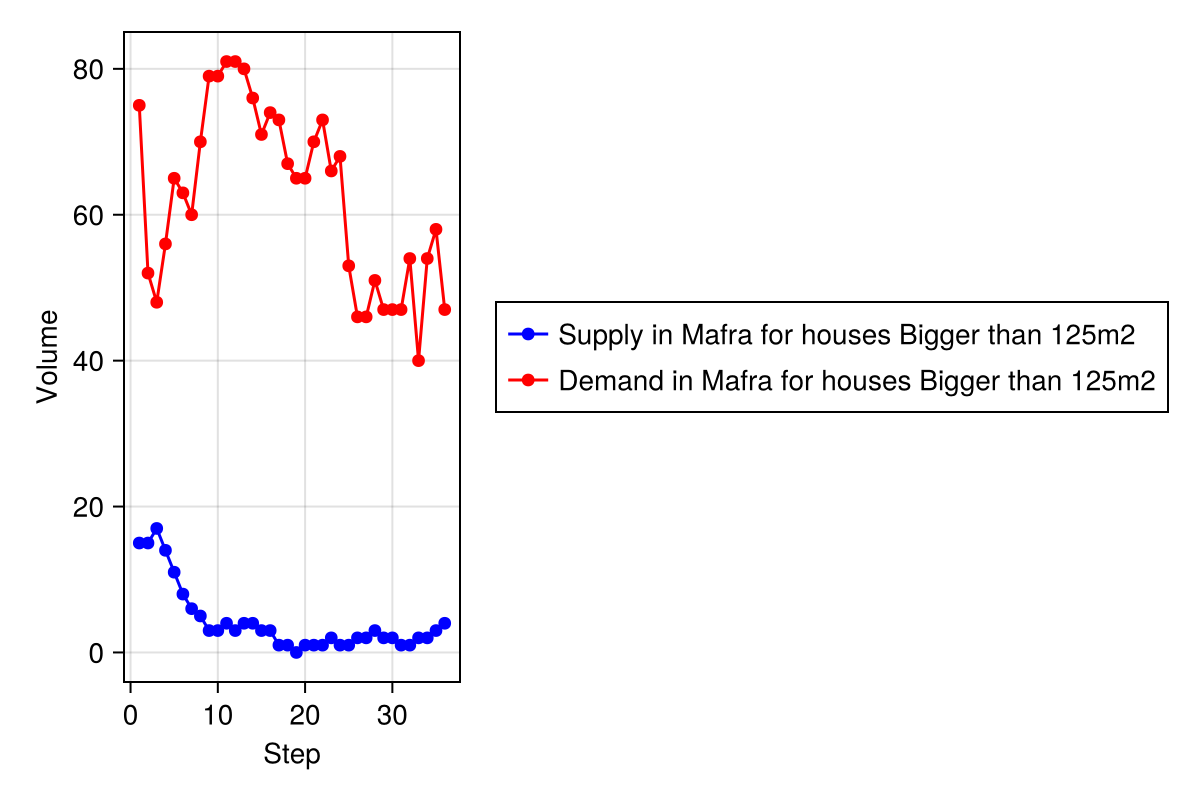 Volume
80
60
40
20
0
0 10 20 30
Step
Supply in Mafra for houses Bigger than 125m2
Demand in Mafra for houses Bigger than 125m2